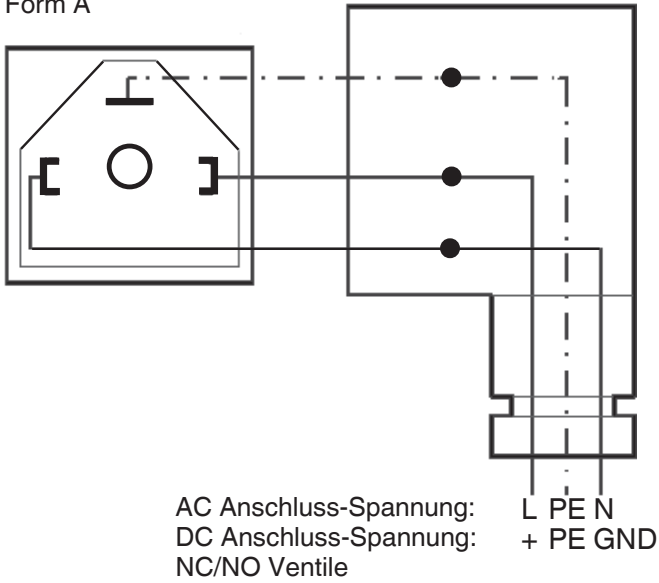 Form A
AC Anschluss-Spannung: L PE N
DC Anschluss-Spannung: + PE GND
NC/NO Ventile